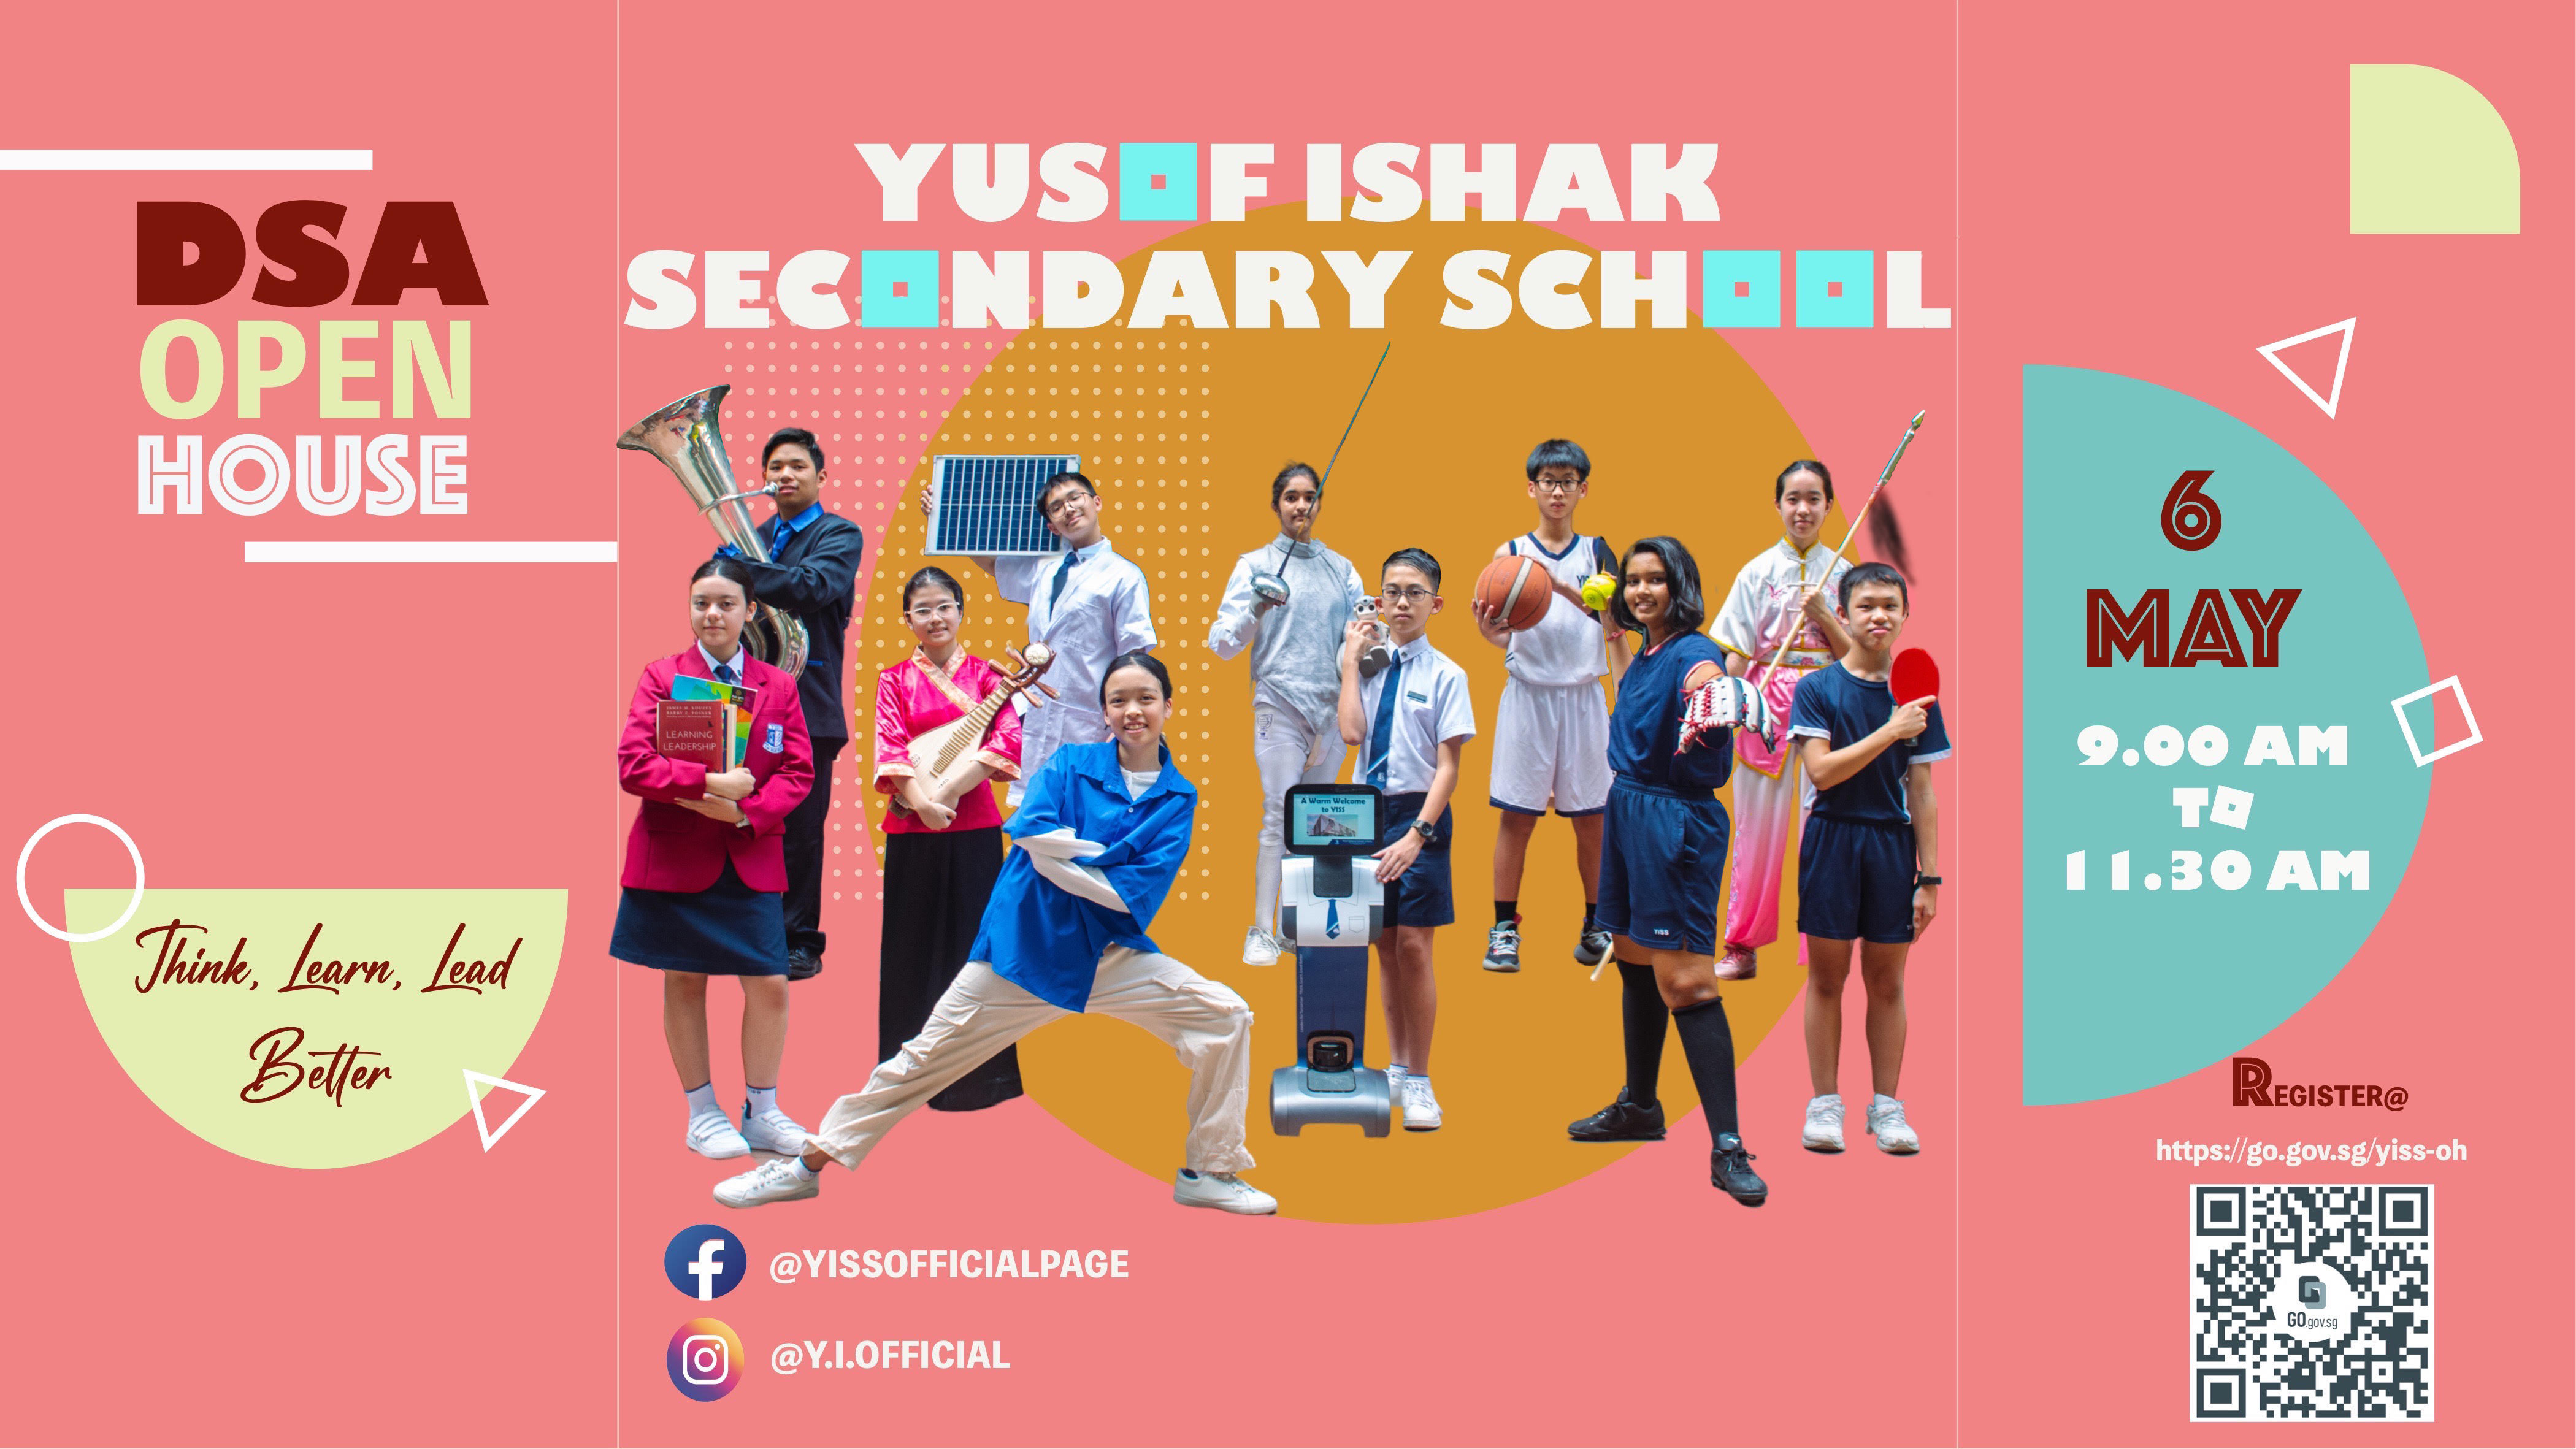 DSA
OPEN
HOUSE
Think, Learn, Lead
Better
YUSOF ISHAK
SECONDARY SCHOOL
LEARNING
LEADERSHIP
A Warm Welcome
to YISS
YISS
@YISSOFFICIALPAGE
@Y.I.OFFICIAL
6
MAY
9.00 AM
TO
11.30 AM
REGISTER@
https://go.gov.sg/yiss-oh
GO.gov.sg